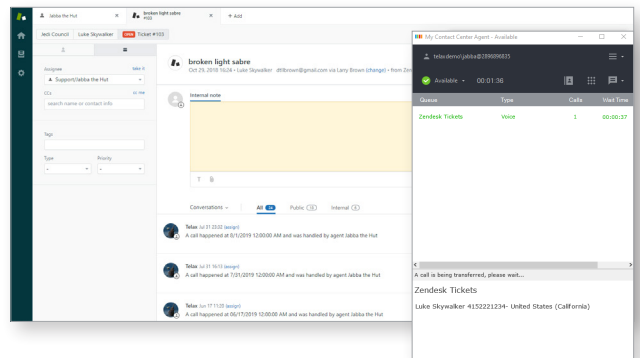 Jabba the Hut
broken light sabre
#103
+ Add
Jedi Council
Luke Skywalker
OPEN Ticket #103
Assignee
take it
Support/Jabba the Hut
CCs
cc me
search name or contact info
Tags
Type
Priority
-
-
broken light sabre
Oct 29, 2018 16:24 • Luke Skywalker
via Larry Brown (change) • from Zen
Internal note
T
Conversations
All
Public
Internal
Telax Jul 31 23:02 (assign)
A call happened at 8/1/2019 12:00:00 AM and was handled by agent Jabba the Hut
Telax Jul 31 16:13 (assign)
A call happened at 7/31/2019 12:00:00 AM and was handled by agent Jabba the Hut
Telax Jun 17 11:20 (assign)
A call happened at 06/17/2019 12:00:00 AM and was handled by agent Jabba the Hut
My Contact Center Agent - Available
telax.demo\jabba@2896894835
Available
00:01:36
Queue
Type
Calls
Wait Time
Zendesk Tickets
Voice
1
00:00:37
A call is being transferred, please wait...
Zendesk Tickets
Luke Skywalker 4152221234- United States (California)